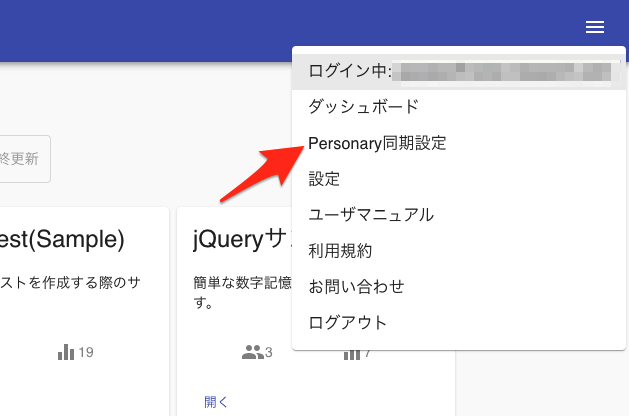 ログイン中:
ダッシュボード
終更新
Personary同期設定
設定
ユーザマニュアル
est(Sample)
jQueryサン
利用規約
ストを作成する際のサ
簡単な数字記憶
す。
お問い合わせ
ログアウト
19
3
7
開く